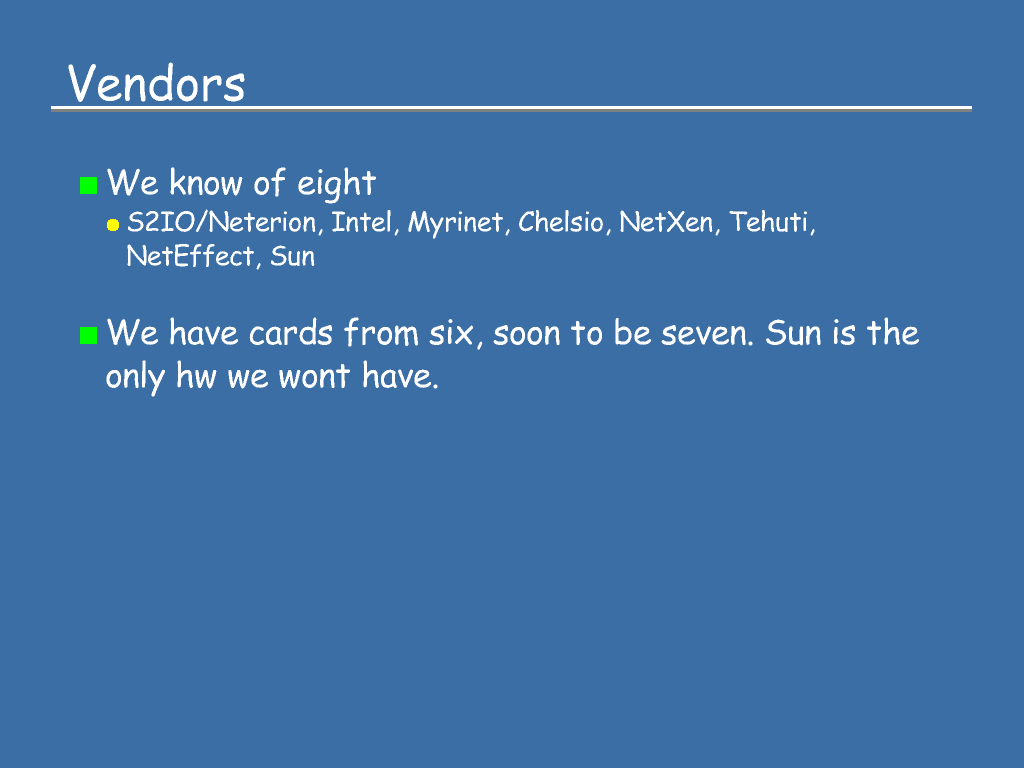 Vendors
We know of eight
S2IO/Neterion, Intel, Myrinet, Chelsio, NetXen, Tehuti,
NetEffect, Sun
We have cards from six, soon to be seven. Sun is the
only hw we wont have.